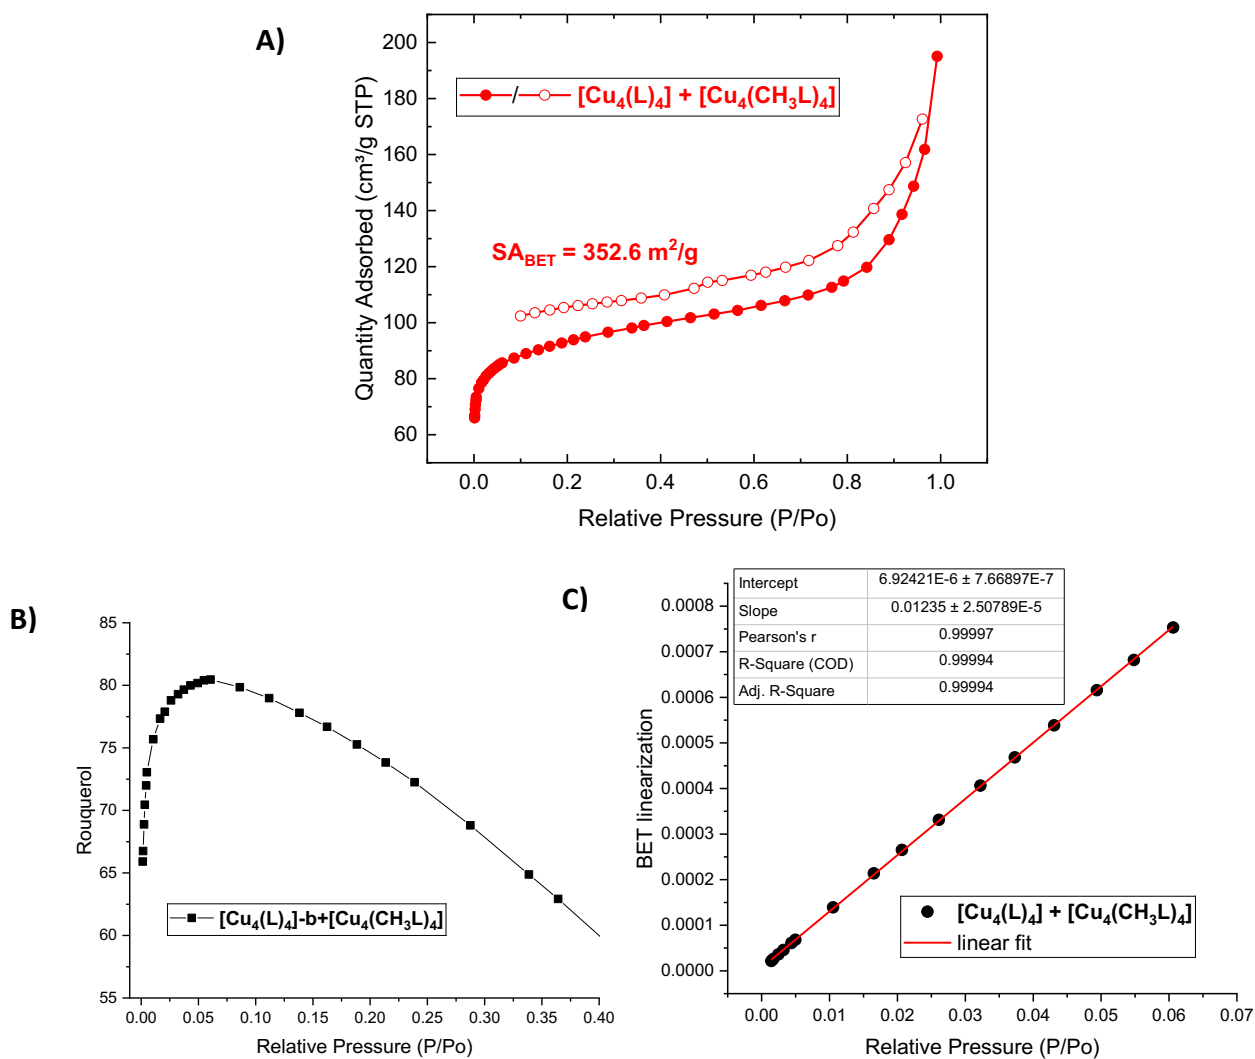 A)
200
180
160
140
120
100
80
60
Quantity Adsorbed (cm³/g STP)
/ [Cu₄(L)₄] + [Cu₄(CH₃L)₄]
SA_BET = 352.6 m²/g
0.0 0.2 0.4 0.6 0.8 1.0
Relative Pressure (P/Po)
B)
85
80
75
70
65
60
55
Rouquerol
[Cu₄(L)₄]-b+[Cu₄(CH₃L)₄]
0.00 0.05 0.10 0.15 0.20 0.25 0.30 0.35 0.40
Relative Pressure (P/Po)
C)
Intercept 6.92421E-6 ± 7.66897E-7
Slope 0.01235 ± 2.50789E-5
Pearson's r 0.99997
R-Square (COD) 0.99994
Adj. R-Square 0.99994
0.0008
0.0007
0.0006
0.0005
0.0004
0.0003
0.0002
0.0001
0.0000
BET linearization
[Cu₄(L)₄] + [Cu₄(CH₃L)₄]
linear fit
0.00 0.01 0.02 0.03 0.04 0.05 0.06 0.07
Relative Pressure (P/Po)